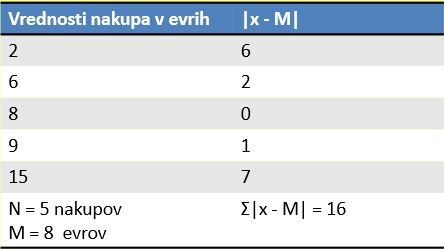 Vrednosti nakupa v evrih |x - M|
2 6
6 2
8 0
9 1
15 7
N = 5 nakupov Σ|x - M| = 16
M = 8 evrov